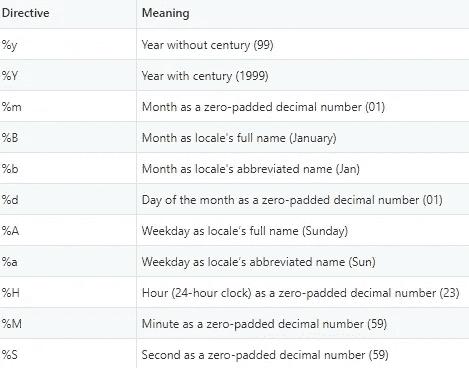 Directive Meaning
%y Year without century (99)
%Y Year with century (1999)
%m Month as a zero-padded decimal number (01)
%B Month as locale's full name (January)
%b Month as locale's abbreviated name (Jan)
%d Day of the month as a zero-padded decimal number (01)
%A Weekday as locale's full name (Sunday)
%a Weekday as locale's abbreviated name (Sun)
%H Hour (24-hour clock) as a zero-padded decimal number (23)
%M Minute as a zero-padded decimal number (59)
%S Second as a zero-padded decimal number (59)